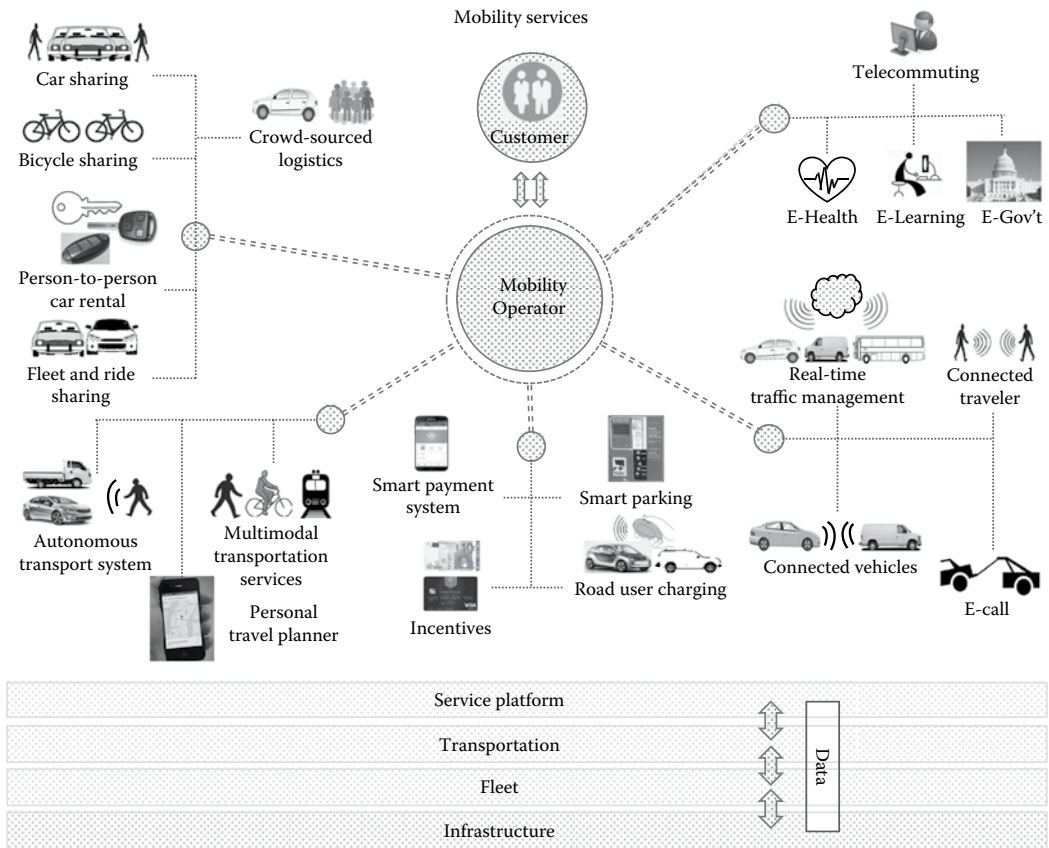 Mobility services
Customer
Mobility
Operator
Car sharing
Bicycle sharing
Crowd-sourced
logistics
Person-to-person
car rental
Fleet and ride
sharing
Telecommuting
E-Health
E-Learning
E-Gov't
Real-time
traffic management
Connected
traveler
Connected vehicles
E-call
Autonomous
transport system
Multimodal
transportation
services
Personal
travel planner
Smart payment
system
Smart parking
Incentives
VISA
Road user charging
Service platform
Transportation
Fleet
Infrastructure
Data